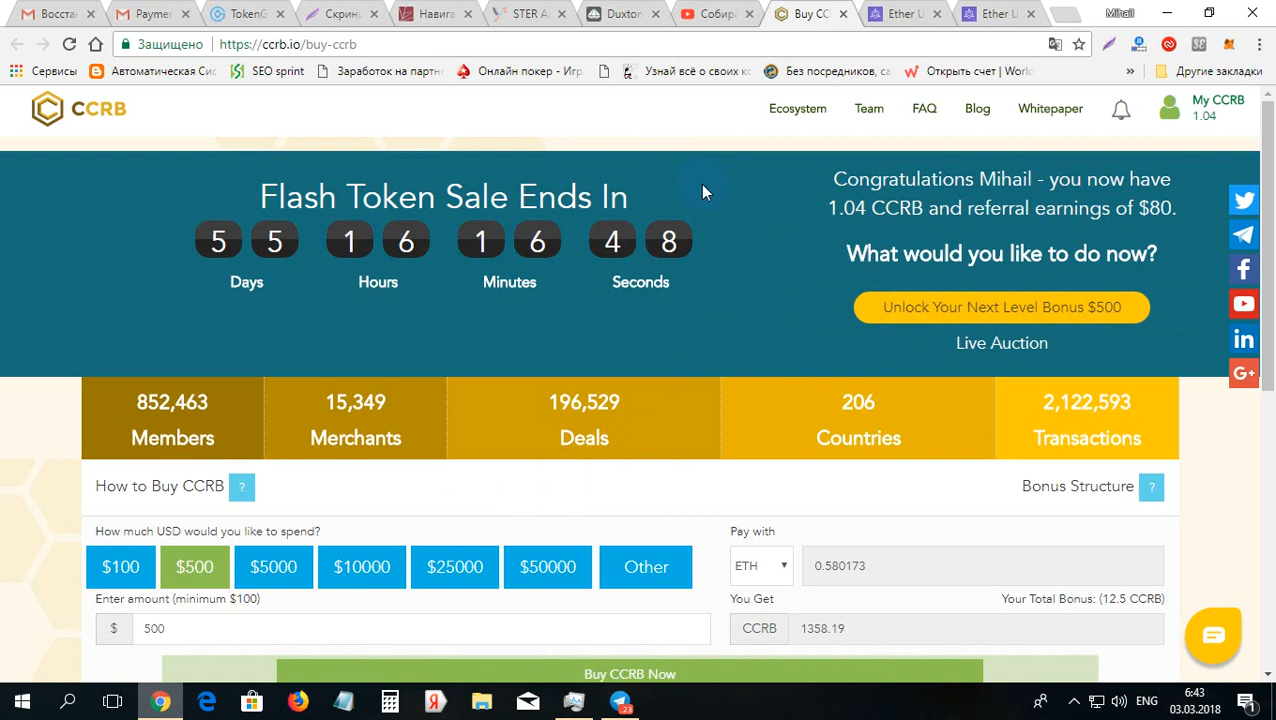 Восстан
Paymer
TokenG
Скринш
Навига
STER A
Duxton
Собира
Buy CC
Ether U
Ether U
Mihail
Защищено
https://ccrb.io/buy-ccrb
Сервисы
Автоматическая Сис
SEO sprint
Заработок на партн
Онлайн покер - Игра
Узнай всё о своих ко
Без посредников, са
Открыть счет | Worl
»
Другие закладки
CCRB
Ecosystem
Team
FAQ
Blog
Whitepaper
My CCRB
1.04
Flash Token Sale Ends In
5 5 1 6 1 6 4 8
Days Hours Minutes Seconds
Congratulations Mihail - you now have
1.04 CCRB and referral earnings of $80.
What would you like to do now?
Unlock Your Next Level Bonus $500
Live Auction
852,463 15,349 196,529 206 2,122,593
Members Merchants Deals Countries Transactions
How to Buy CCRB ?
Bonus Structure ?
How much USD would you like to spend?
Pay with
$100 $500 $5000 $10000 $25000 $50000 Other
ETH 0.580173
Enter amount (minimum $100)
You Get Your Total Bonus: (12.5 CCRB)
$ 500
CCRB 1358.19
Buy CCRB Now
23
ENG
6:43
03.03.2018
1